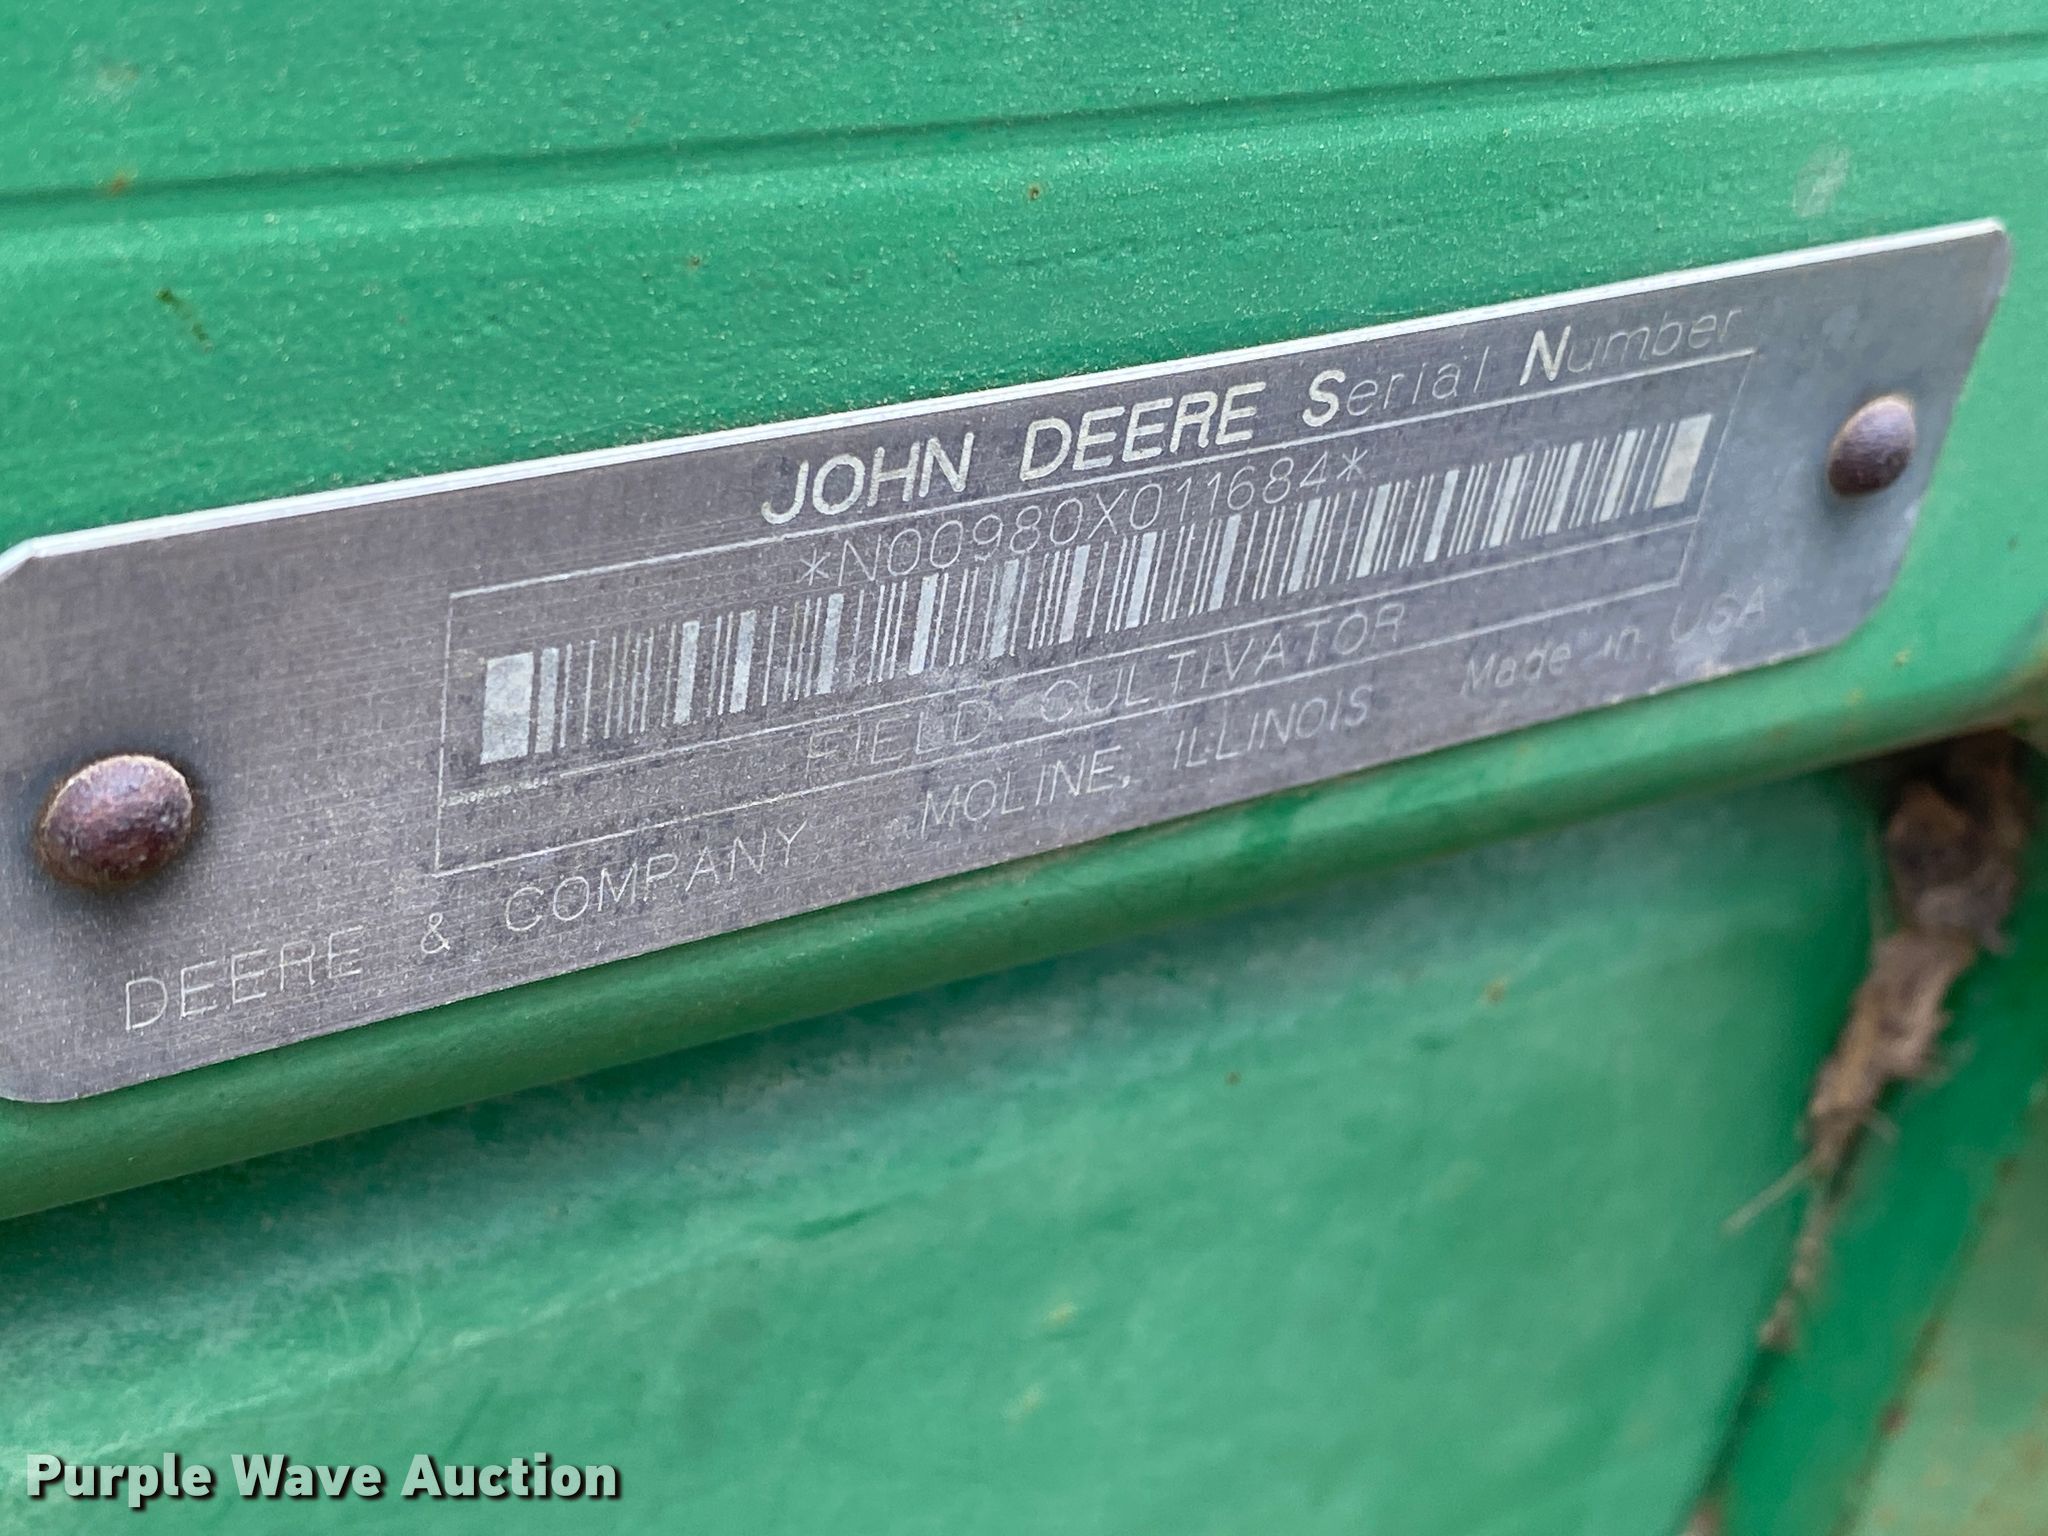 JOHN DEERE Serial Number
*N00980X011684*
FIELD CULTIVATOR
DEERE & COMPANY MOLINE, ILLINOIS Made in USA
Purple Wave Auction